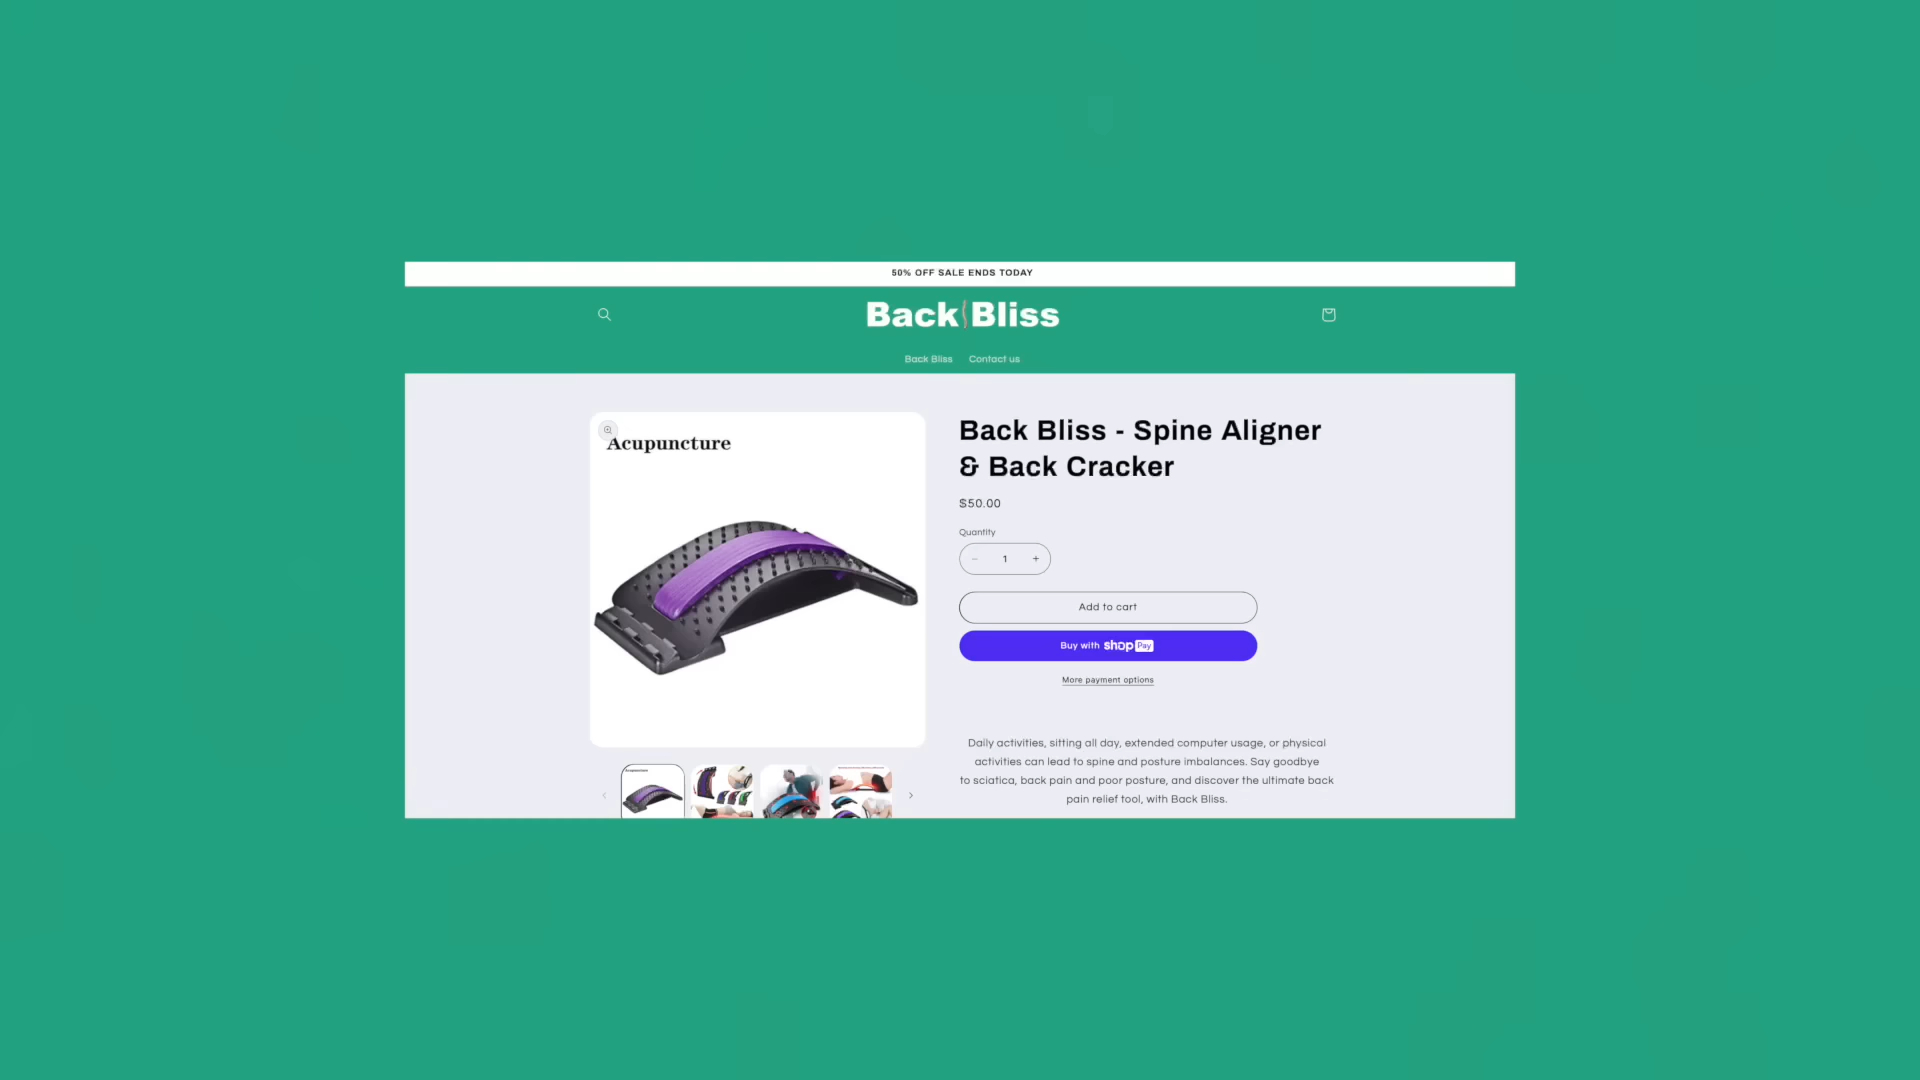 50% OFF SALE ENDS TODAY
Back Bliss
Back Bliss Contact us
Acupuncture
Back Bliss - Spine Aligner
& Back Cracker
$50.00
Quantity
− 1 +
Add to cart
Buy with shop Pay
More payment options
Daily activities, sitting all day, extended computer usage, or physical
activities can lead to spine and posture imbalances. Say goodbye
to sciatica, back pain and poor posture, and discover the ultimate back
pain relief tool, with Back Bliss.
Acupuncture